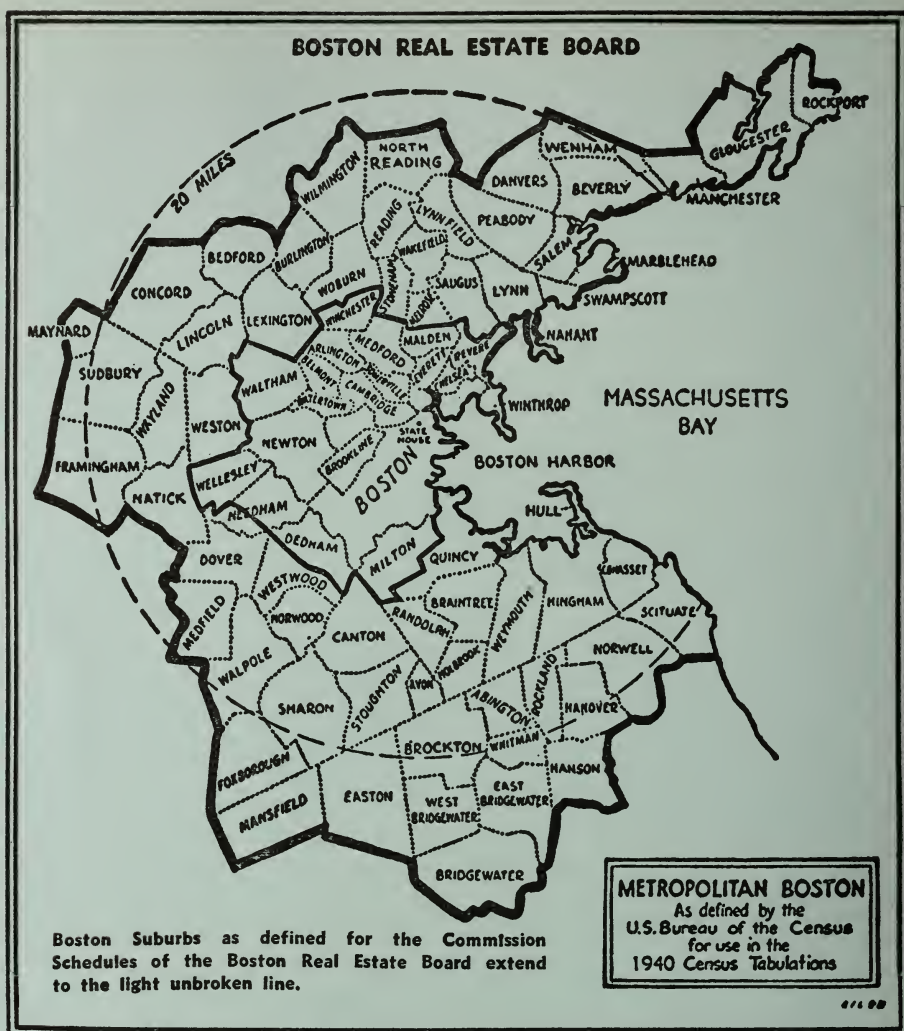 BOSTON REAL ESTATE BOARD
ROCKPORT
GLOUCESTER
NORTH
READING
WENHAM
20 MILES
WILMINGTON
DANVERS
BEVERLY
MANCHESTER
READING
LYNNFIELD
PEABODY
BEDFORD
BURLINGTON
WAKEFIELD
SALEM
MARBLEHEAD
CONCORD
WOBURN
STONEHAM
SAUGUS
LYNN
SWAMPSCOTT
MELROSE
MAYNARD
LINCOLN
LEXINGTON
WINCHESTER
NAHANT
MALDEN
MEDFORD
ARLINGTON
REVERE
SUDBURY
EVERETT
SOMERVILLE
BELMONT
CHELSEA
WALTHAM
CAMBRIDGE
WINTHROP
MASSACHUSETTS
BAY
WAYLAND
WATERTOWN
WESTON
STATE
HOUSE
NEWTON
BROOKLINE
FRAMINGHAM
WELLESLEY
BOSTON
BOSTON HARBOR
NATICK
NEEDHAM
HULL
DEDHAM
DOVER
MILTON
QUINCY
COHASSET
WESTWOOD
BRAINTREE
WEYMOUTH
HINGHAM
SCITUATE
MEDFIELD
NORWOOD
RANDOLPH
CANTON
HOLBROOK
NORWELL
WALPOLE
AVON
ROCKLAND
SHARON
STOUGHTON
ABINGTON
HANOVER
BROCKTON
WHITMAN
FOXBOROUGH
HANSON
MANSFIELD
EASTON
WEST
BRIDGEWATER
EAST
BRIDGEWATER
BRIDGEWATER
METROPOLITAN BOSTON
As defined by the
U.S. Bureau of the Census
for use in the
1940 Census Tabulations
Boston Suburbs as defined for the Commission
Schedules of the Boston Real Estate Board extend
to the light unbroken line.